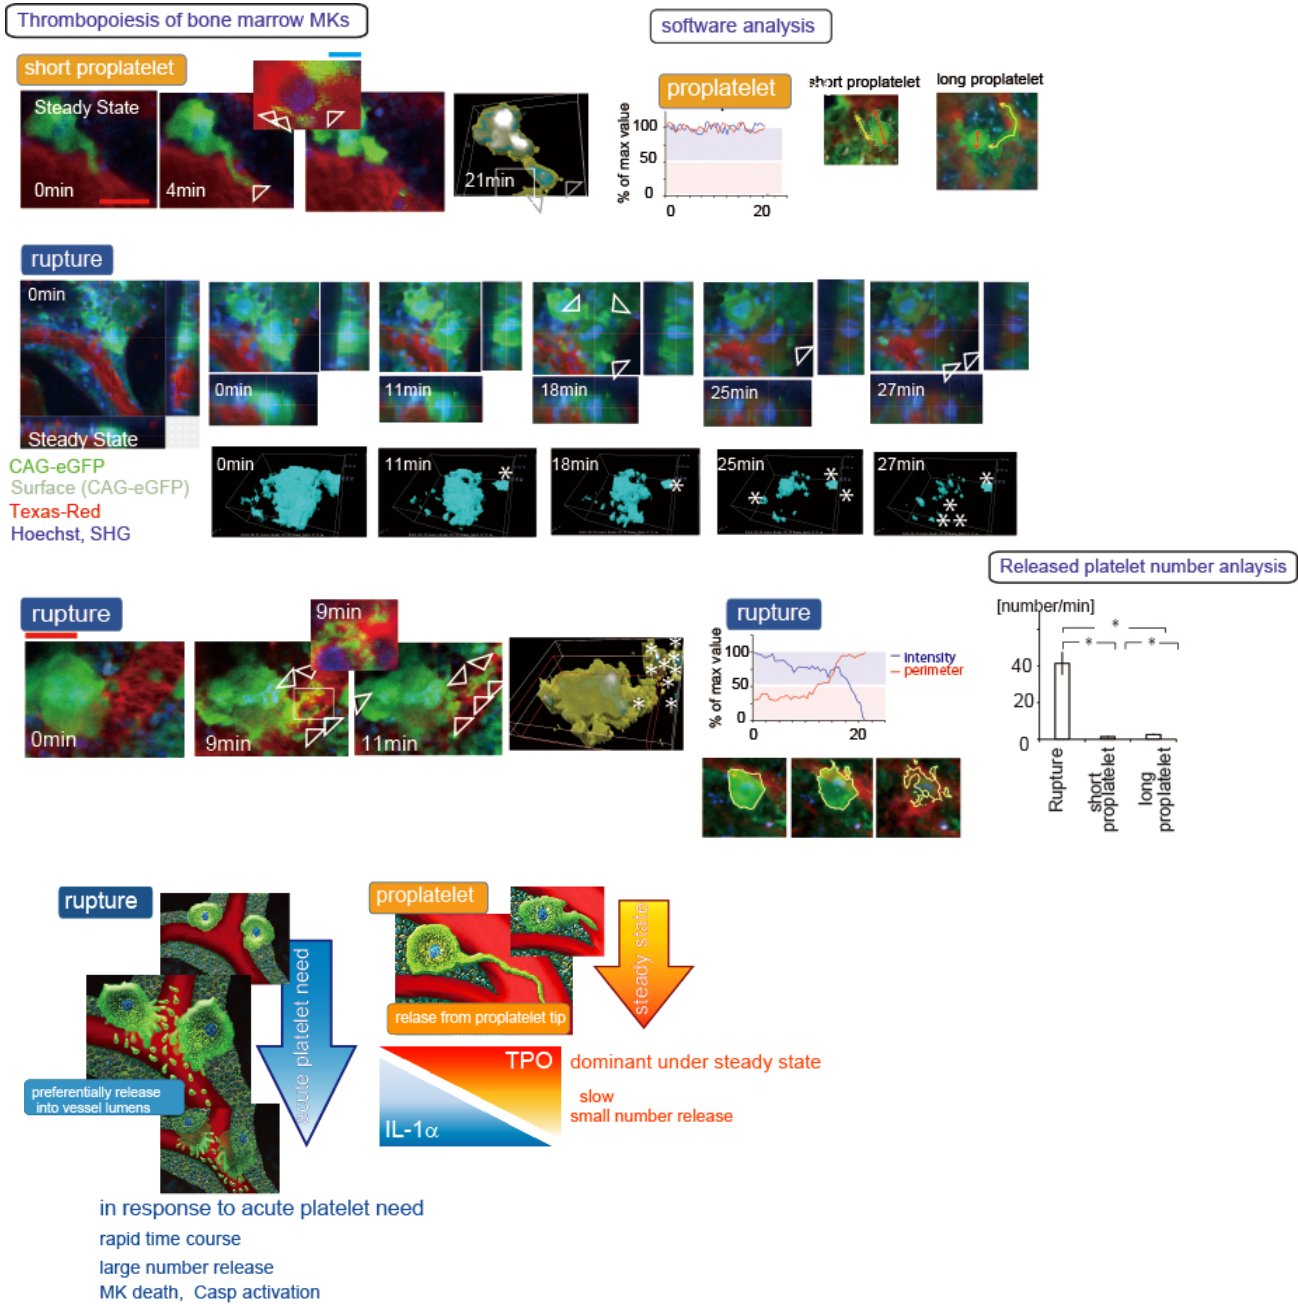 Thrombopoiesis of bone marrow MKs
software analysis
short proplatelet
Steady State
0min
4min
21min
proplatelet
% of max value
100
50
0
0
20
short proplatelet
long proplatelet
rupture
0min
Steady State
0min
11min
18min
25min
27min
0min
11min
18min
25min
27min
*
*
*
*
*
*
**
CAG-eGFP
Surface (CAG-eGFP)
Texas-Red
Hoechst, SHG
Released platelet number anlaysis
rupture
0min
9min
9min
11min
rupture
% of max value
100
50
0
0
20
intensity
perimeter
[number/min]
*
*
*
40
20
0
Rupture
short
proplatelet
long
proplatelet
rupture
acute platelet need
preferentially release
into vessel lumens
proplatelet
relase from proplatelet tip
steady state
TPO
IL-1α
dominant under steady state
slow
small number release
in response to acute platelet need
rapid time course
large number release
MK death, Casp activation